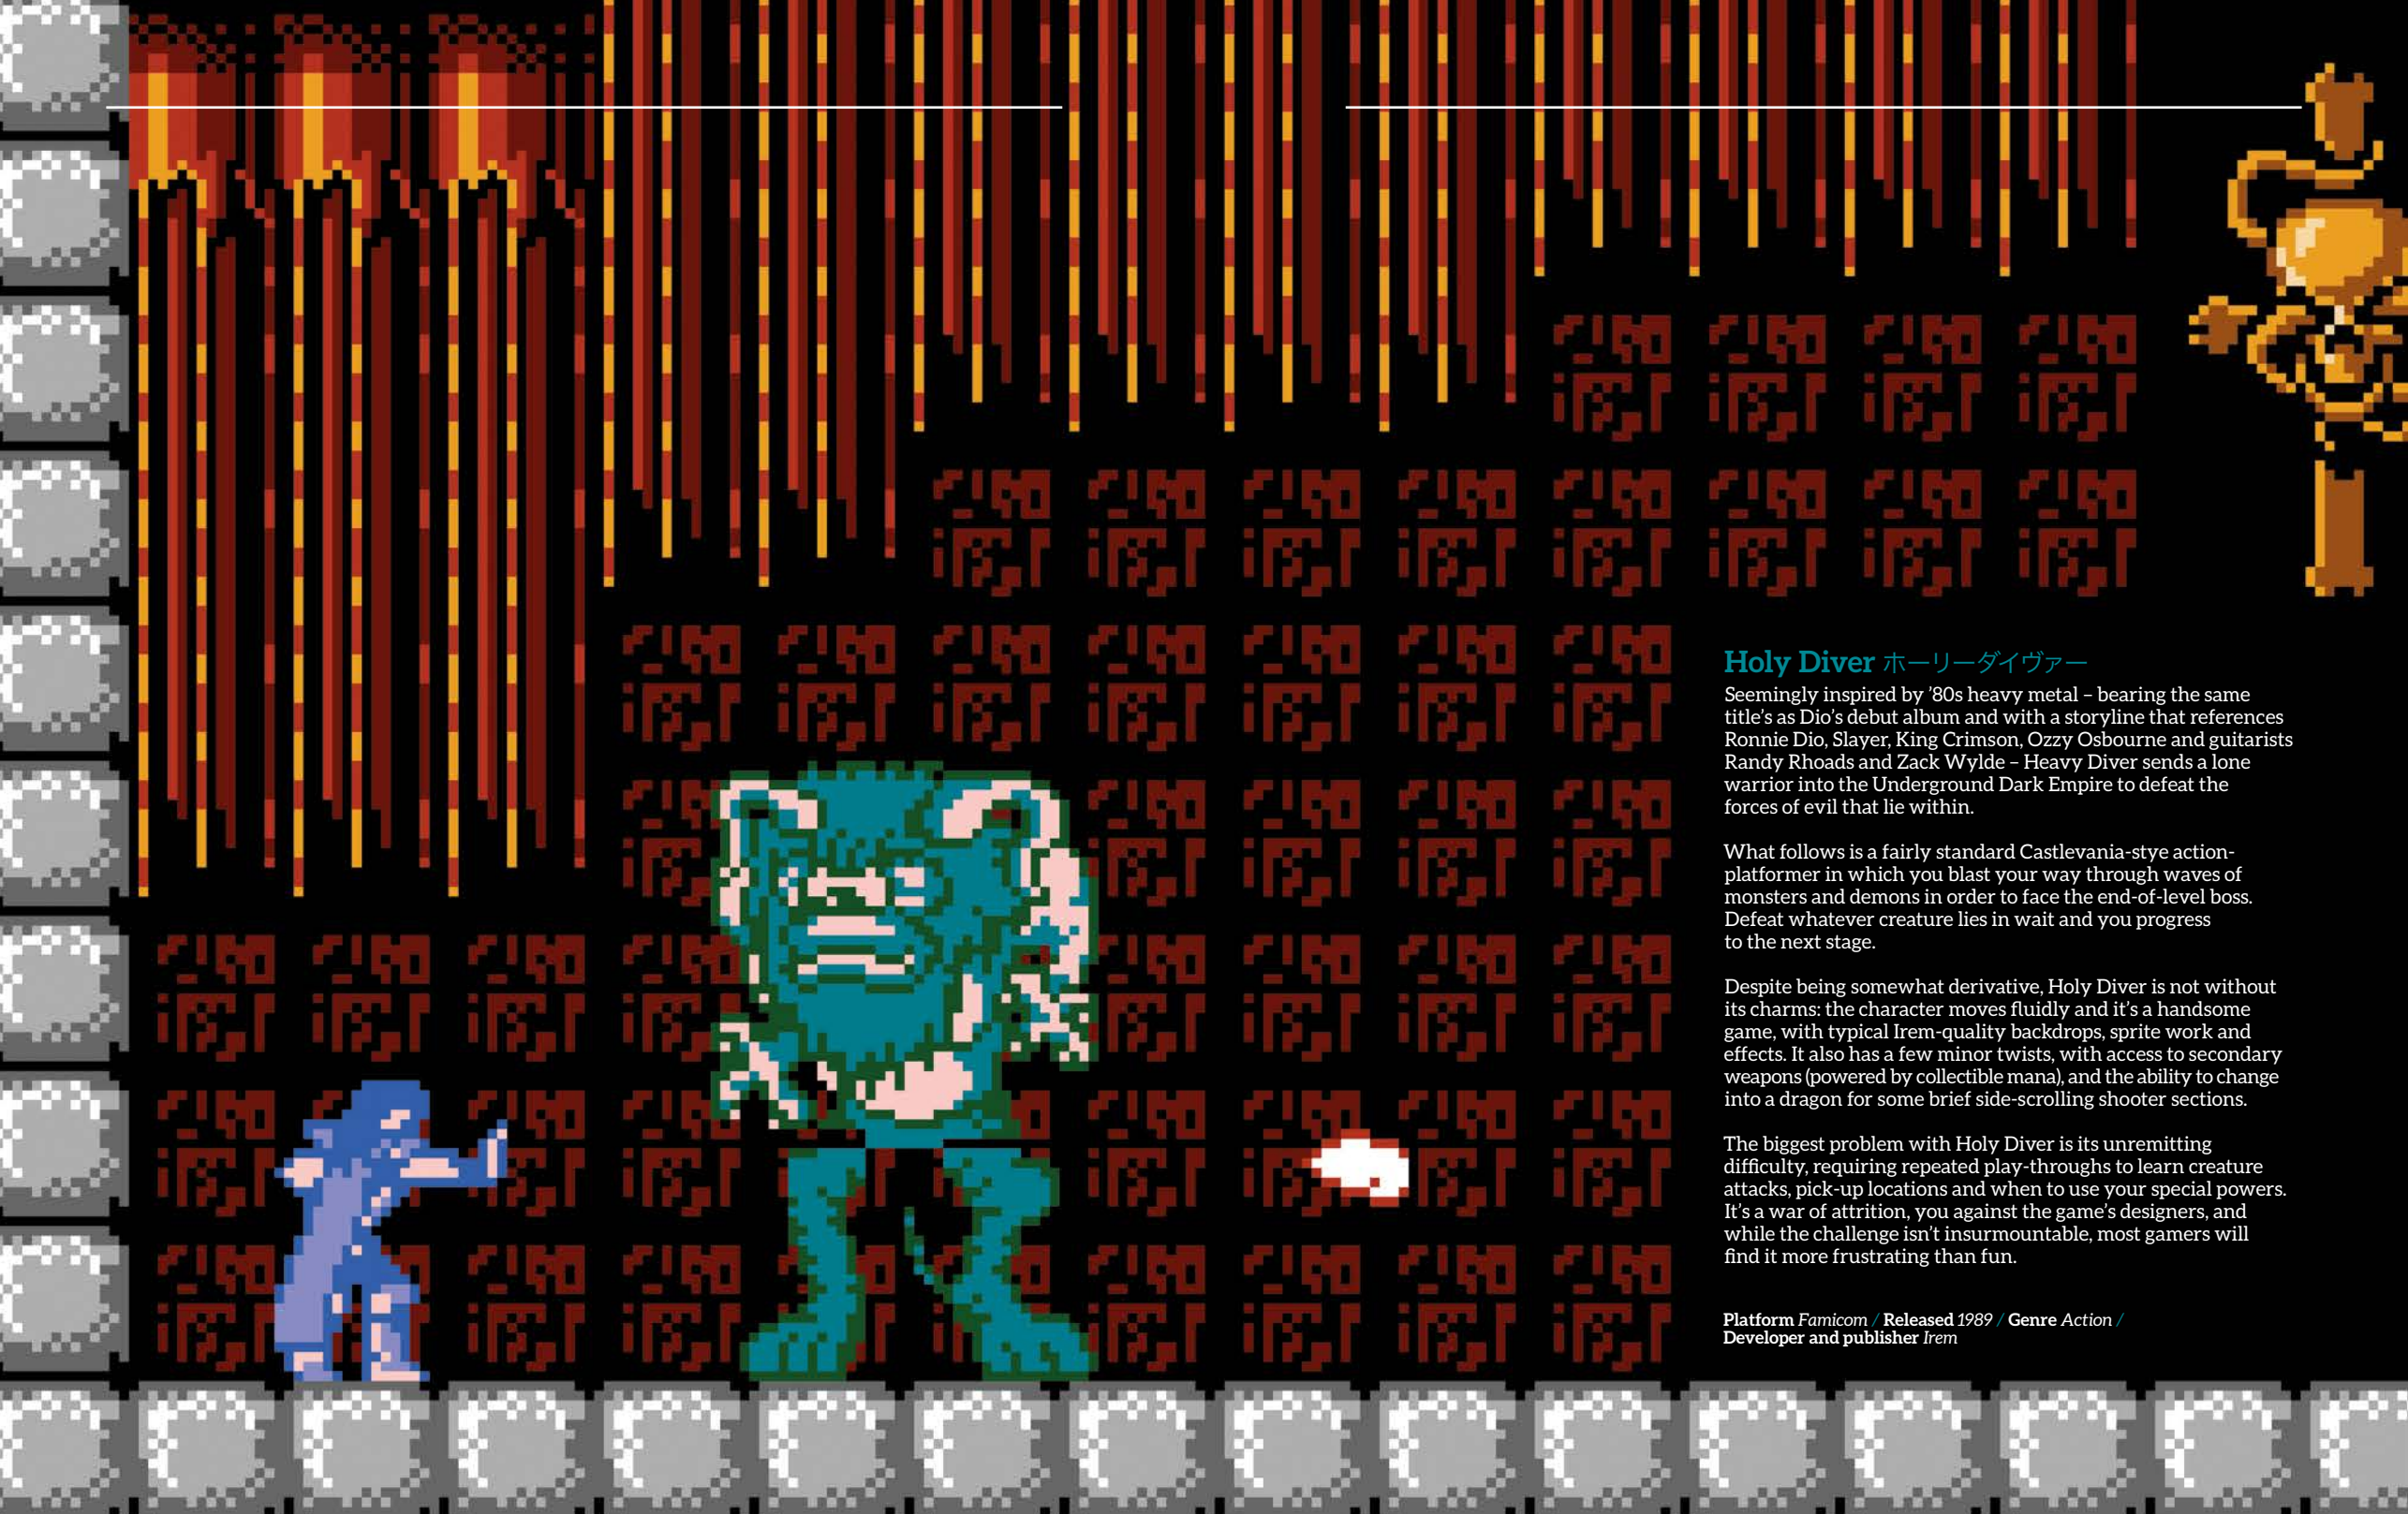 Holy Diver ホーリーダイヴァー
Seemingly inspired by ’80s heavy metal – bearing the same
title’s as Dio’s debut album and with a storyline that references
Ronnie Dio, Slayer, King Crimson, Ozzy Osbourne and guitarists
Randy Rhoads and Zack Wylde – Heavy Diver sends a lone
warrior into the Underground Dark Empire to defeat the
forces of evil that lie within.
What follows is a fairly standard Castlevania-stye action-
platformer in which you blast your way through waves of
monsters and demons in order to face the end-of-level boss.
Defeat whatever creature lies in wait and you progress
to the next stage.
Despite being somewhat derivative, Holy Diver is not without
its charms: the character moves fluidly and it’s a handsome
game, with typical Irem-quality backdrops, sprite work and
effects. It also has a few minor twists, with access to secondary
weapons (powered by collectible mana), and the ability to change
into a dragon for some brief side-scrolling shooter sections.
The biggest problem with Holy Diver is its unremitting
difficulty, requiring repeated play-throughs to learn creature
attacks, pick-up locations and when to use your special powers.
It’s a war of attrition, you against the game’s designers, and
while the challenge isn’t insurmountable, most gamers will
find it more frustrating than fun.
Platform Famicom / Released 1989 / Genre Action /
Developer and publisher Irem